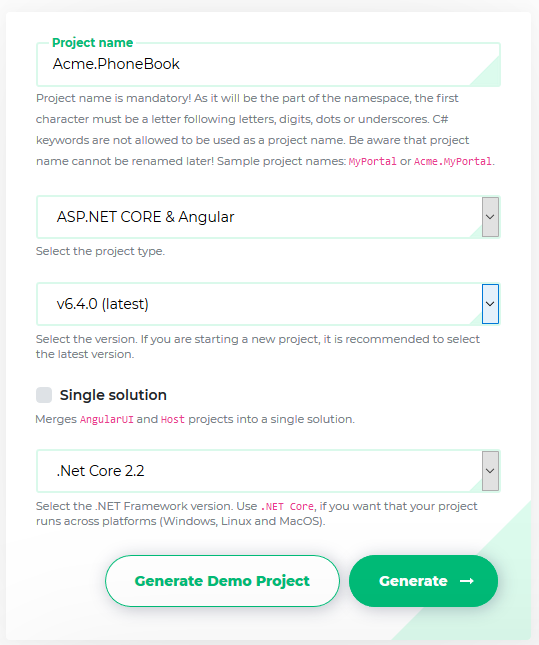 Project name
Acme.PhoneBook
Project name is mandatory! As it will be the part of the namespace, the first
character must be a letter following letters, digits, dots or underscores. C#
keywords are not allowed to be used as a project name. Be aware that project
name cannot be renamed later! Sample project names: MyPortal or Acme.MyPortal.
ASP.NET CORE & Angular
Select the project type.
v6.4.0 (latest)
Select the version. If you are starting a new project, it is recommended to select
the latest version.
Single solution
Merges AngularUI and Host projects into a single solution.
.Net Core 2.2
Select the .NET Framework version. Use .NET Core, if you want that your project
runs across platforms (Windows, Linux and MacOS).
Generate Demo Project
Generate →